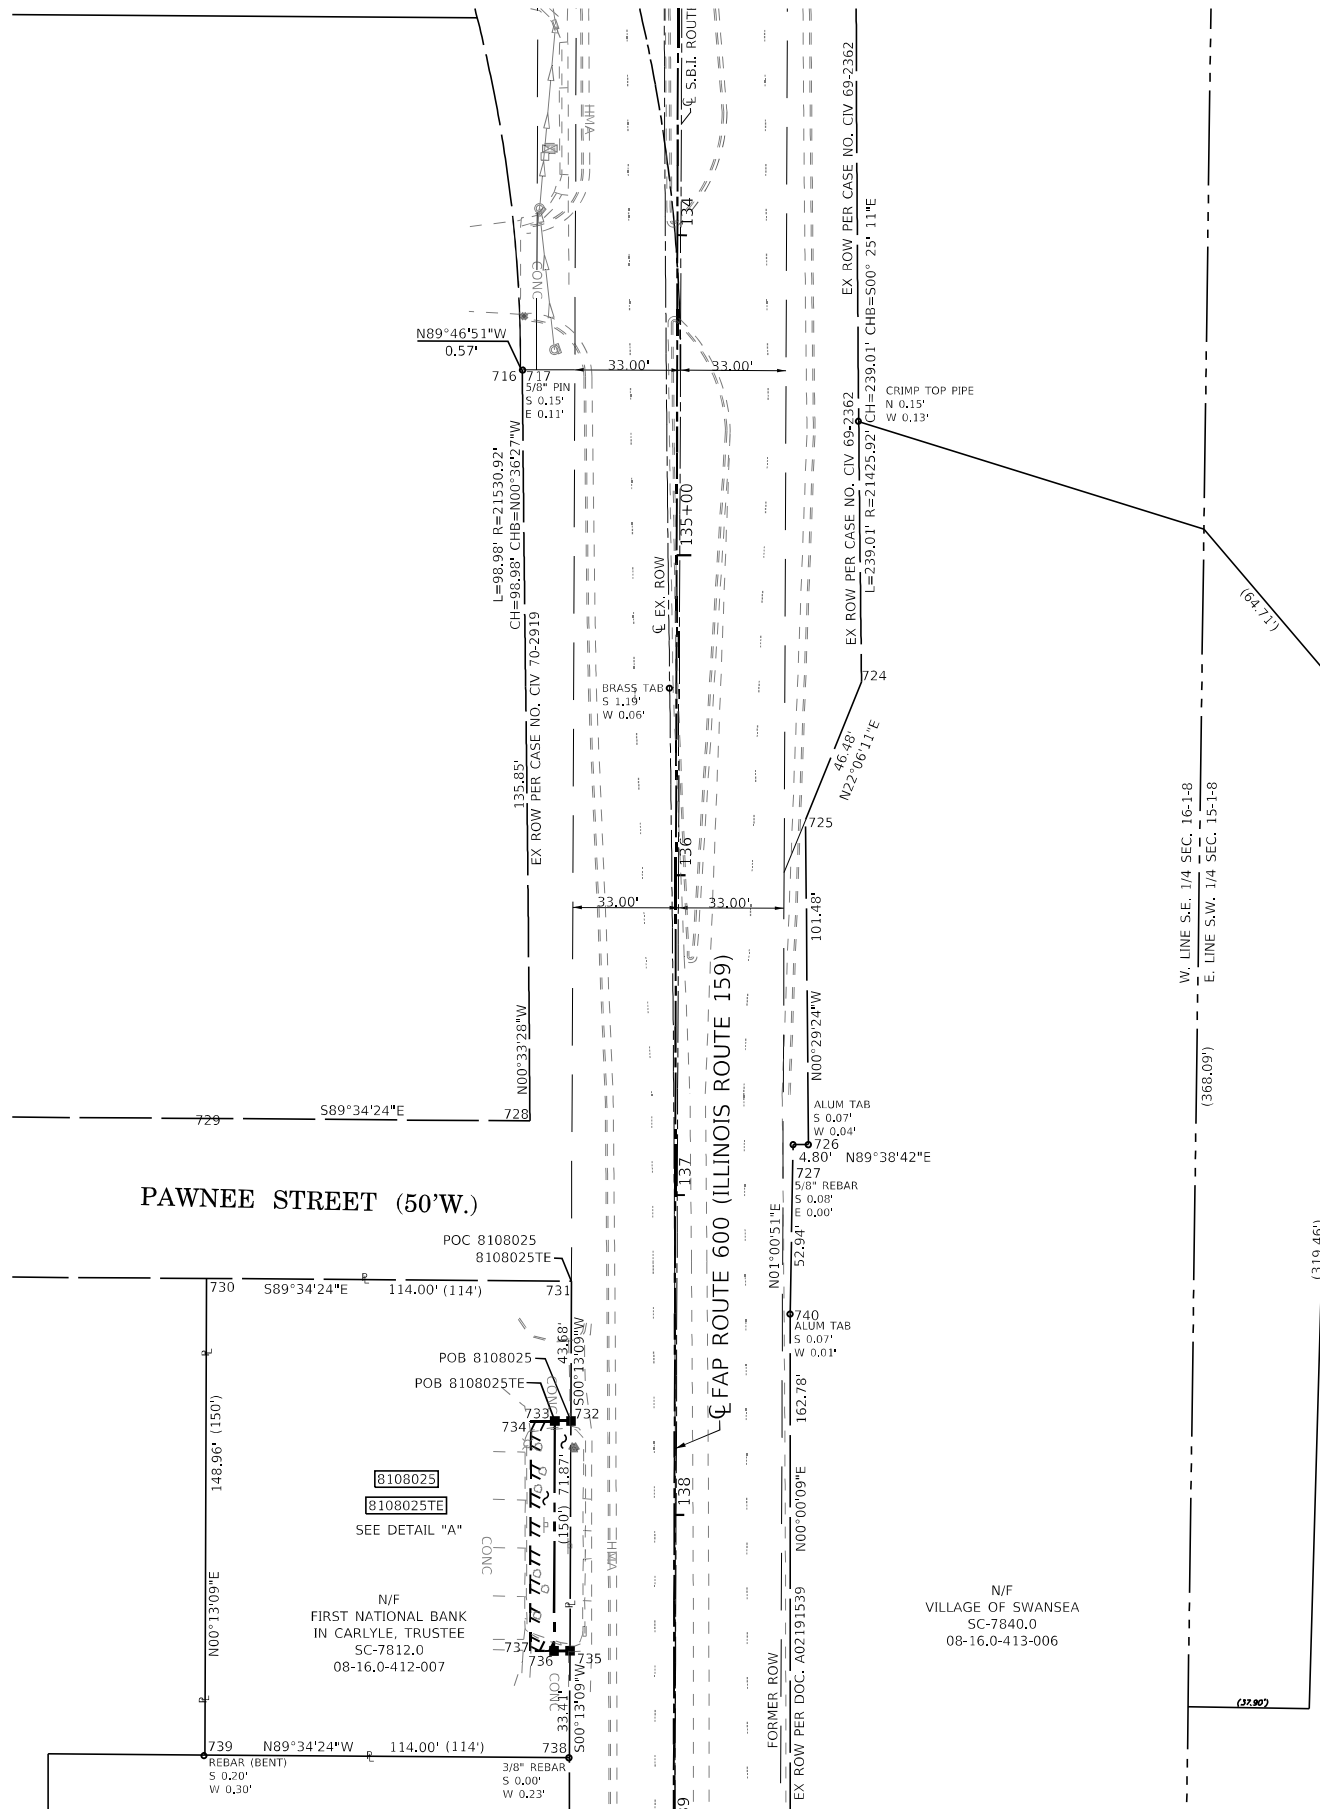 ℄ S.B.I. ROUT
EX ROW PER CASE NO. CIV 69-2362
HMA
134
CONC
N89°46'51"W
0.57'
716
717
5/8" PIN
S 0.15'
E 0.11'
33.00'
33.00'
CRIMP TOP PIPE
N 0.15'
W 0.13'
L=98.98' R=21530.92'
CH=98.98' CHB=N00°36'27"W
EX ROW PER CASE NO. CIV 69-2362
L=239.01' R=21425.92' CH=239.01' CHB=S00° 25' 11"E
135+00
℄ EX. ROW
(64.71')
EX ROW PER CASE NO. CIV 70-2919
135.85'
BRASS TAB
S 1.19'
W 0.06'
724
46.48'
N22°06'11"E
725
W. LINE S.E. 1/4 SEC. 16-1-8
E. LINE S.W. 1/4 SEC. 15-1-8
136
33.00'
33.00'
101.48'
N00°33'28"W
N00°29'24"W
(368.09')
729
S89°34'24"E
728
ALUM TAB
S 0.07'
W 0.04'
726
4.80' N89°38'42"E
727
5/8" REBAR
S 0.08'
E 0.00'
137
PAWNEE STREET (50'W.)
℄ FAP ROUTE 600 (ILLINOIS ROUTE 159)
N01°00'51"E
52.94'
(319.46')
POC 8108025
8108025TE
730
S89°34'24"E 114.00' (114')
731
740
ALUM TAB
S 0.07'
W 0.01'
43.68'
S00°13'09"W
POB 8108025
POB 8108025TE
CONC
733
732
734
162.78'
148.96' (150')
N00°13'09"E
8108025
8108025TE
SEE DETAIL "A"
71.87'
(150')
138
N00°00'09"E
CONC
HMA
N/F
FIRST NATIONAL BANK
IN CARLYLE, TRUSTEE
SC-7812.0
08-16.0-412-007
N/F
VILLAGE OF SWANSEA
SC-7840.0
08-16.0-413-006
737
736
735
CONC
33.41'
S00°13'09"W
FORMER ROW
EX ROW PER DOC. A02191539
(37.90')
739
N89°34'24"W 114.00' (114')
738
REBAR (BENT)
S 0.20'
W 0.30'
3/8" REBAR
S 0.00'
W 0.23'